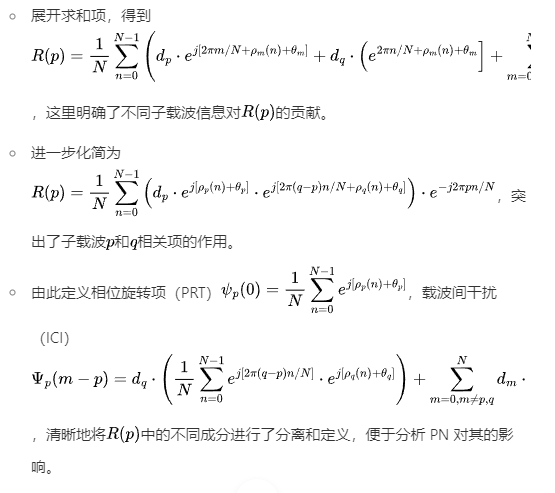 展开求和项，得到
$R(p) = \frac{1}{N} \sum_{n=0}^{N-1} \left( d_p \cdot e^{j[2\pi m/N + \rho_m(n) + \theta_m]} + d_q \cdot \left( e^{2\pi n/N + \rho_m(n) + \theta_m} \right] + \sum_{m=0
，这里明确了不同子载波信息对$R(p)$的贡献。
进一步化简为
$R(p) = \frac{1}{N} \sum_{n=0}^{N-1} \left( d_p \cdot e^{j[\rho_p(n) + \theta_p]} \cdot e^{j[2\pi(q-p)n/N + \rho_q(n) + \theta_q]} \right) \cdot e^{-j2\pi pn/N}$，突
出了子载波$p$和$q$相关项的作用。
由此定义相位旋转项（PRT）$\psi_p(0) = \frac{1}{N} \sum_{n=0}^{N-1} e^{j[\rho_p(n) + \theta_p]}$，载波间干扰
（ICI）
$\Psi_p(m-p) = d_q \cdot \left( \frac{1}{N} \sum_{n=0}^{N-1} e^{j[2\pi(q-p)n/N]} \cdot e^{j[\rho_q(n) + \theta_q]} \right) + \sum_{m=0, m \neq p,q}^{N} d_m \cdot$
，清晰地将$R(p)$中的不同成分进行了分离和定义，便于分析 PN 对其的影
响。